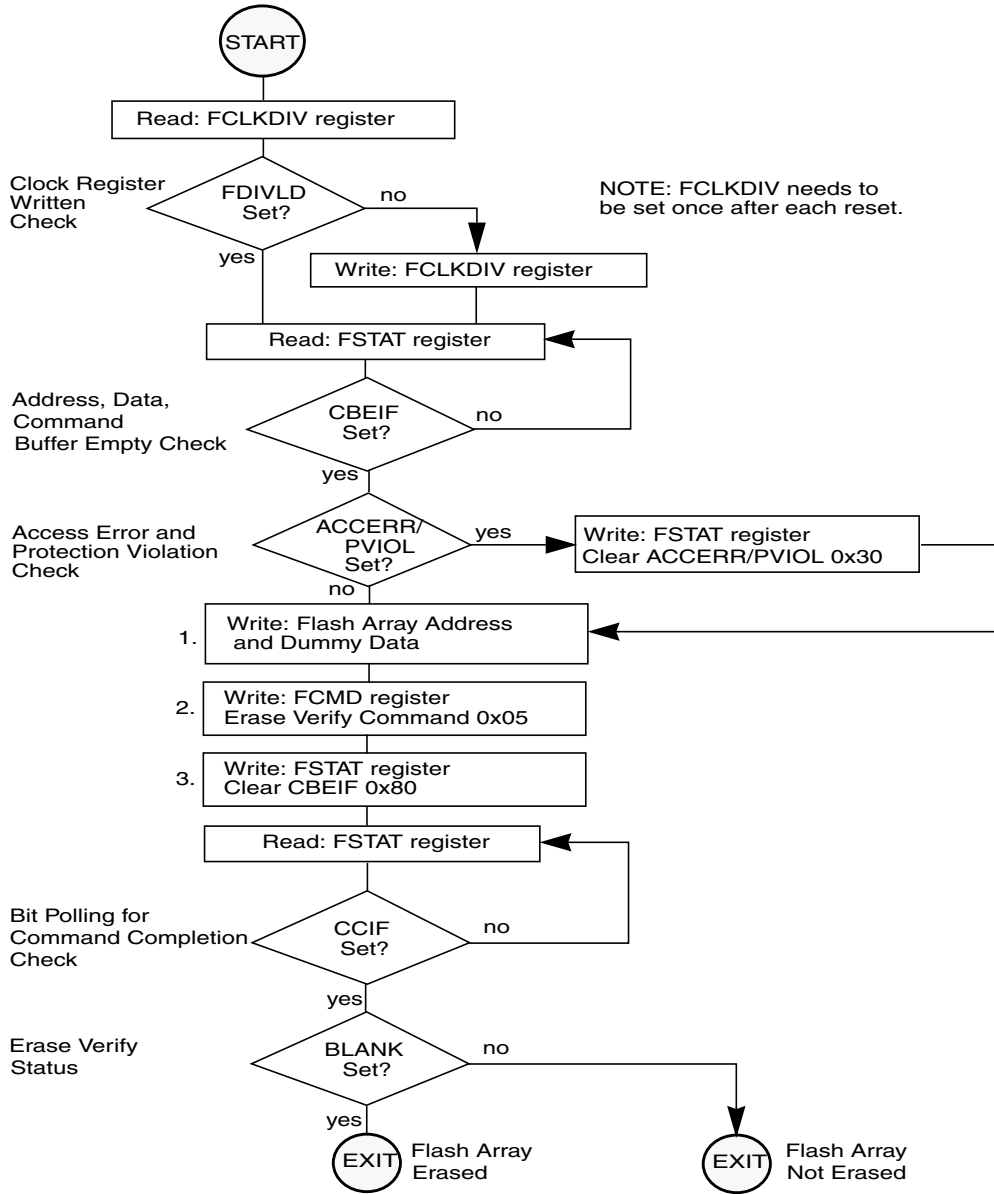 START
Read: FCLKDIV register
Clock Register
Written
Check
FDIVLD
Set?
no
yes
NOTE: FCLKDIV needs to
be set once after each reset.
Write: FCLKDIV register
Read: FSTAT register
Address, Data,
Command
Buffer Empty Check
CBEIF
Set?
no
yes
Access Error and
Protection Violation
Check
ACCERR/
PVIOL
Set?
yes
no
Write: FSTAT register
Clear ACCERR/PVIOL 0x30
1.
Write: Flash Array Address
and Dummy Data
2.
Write: FCMD register
Erase Verify Command 0x05
3.
Write: FSTAT register
Clear CBEIF 0x80
Read: FSTAT register
Bit Polling for
Command Completion
Check
CCIF
Set?
no
yes
Erase Verify
Status
BLANK
Set?
no
yes
EXIT
Flash Array
Erased
EXIT
Flash Array
Not Erased